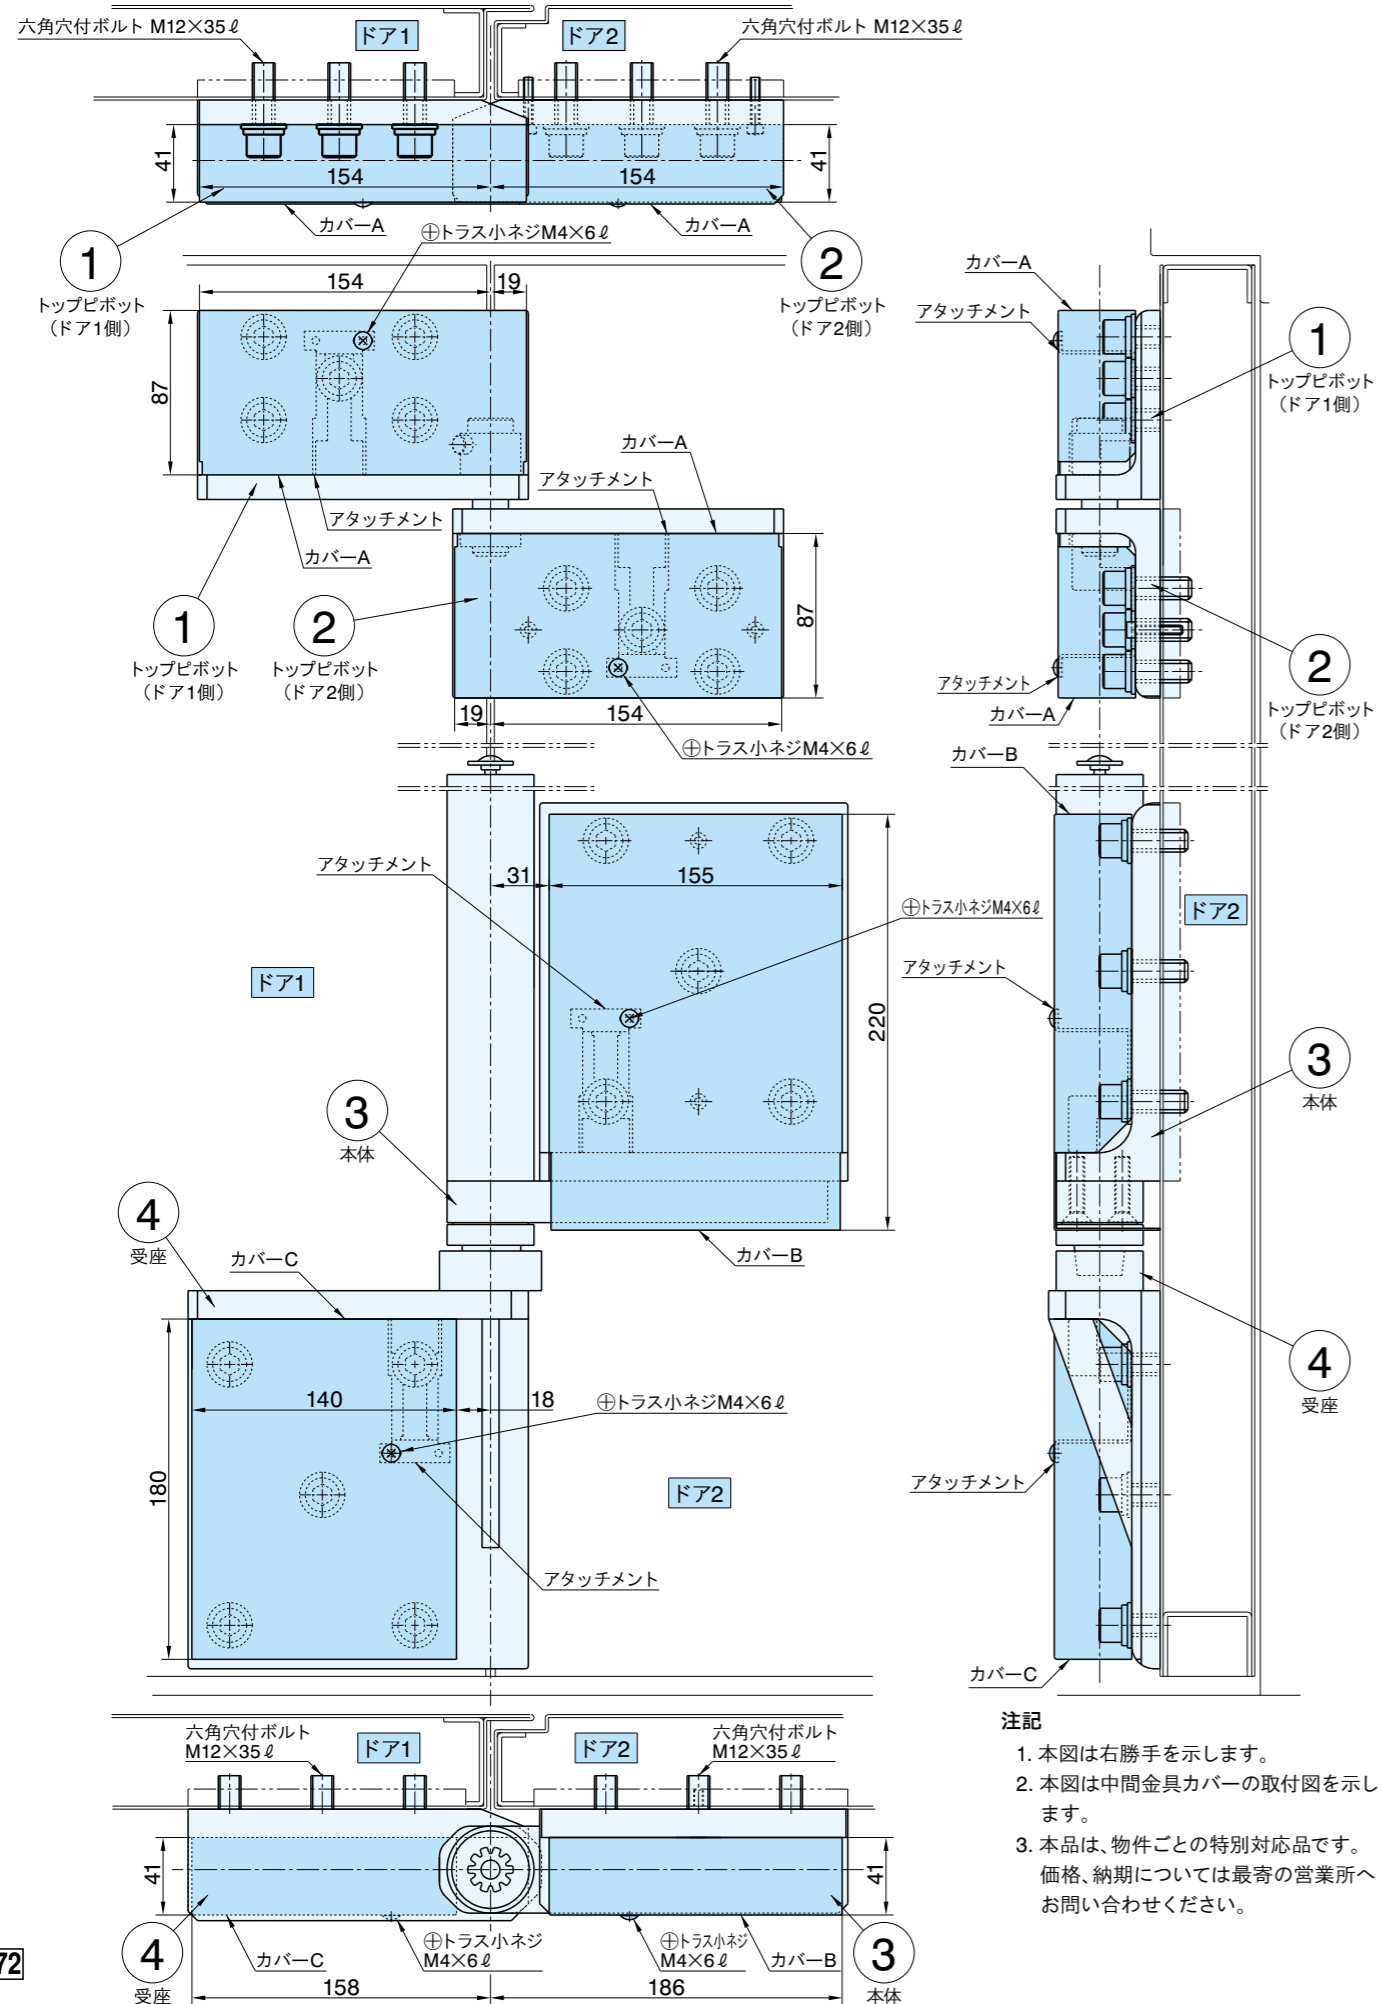 六角穴付ボルト M12×35ℓ
ドア1
ドア2
六角穴付ボルト M12×35ℓ
41
154
154
41
カバーA
カバーA
1
トップピボット
（ドア1側）
⊕トラス小ネジM4×6ℓ
2
トップピボット
（ドア2側）
154
19
87
アタッチメント
カバーA
カバーA
アタッチメント
87
1
トップピボット
（ドア1側）
2
トップピボット
（ドア2側）
19
154
⊕トラス小ネジM4×6ℓ
カバーA
アタッチメント
1
トップピボット
（ドア1側）
2
トップピボット
（ドア2側）
アタッチメント
カバーA
カバーB
アタッチメント
31
155
⊕トラス小ネジM4×6ℓ
ドア2
ドア1
アタッチメント
220
3
本体
3
本体
4
受座
カバーC
カバーB
140
18
⊕トラス小ネジM4×6ℓ
180
ドア2
アタッチメント
4
受座
アタッチメント
カバーC
六角穴付ボルト
M12×35ℓ
ドア1
ドア2
六角穴付ボルト
M12×35ℓ
41
41
4
受座
カバーC
⊕トラス小ネジ
M4×6ℓ
⊕トラス小ネジ
M4×6ℓ
カバーB
3
本体
158
186
注記
1. 本図は右勝手を示します。
2. 本図は中間金具カバーの取付図を示し
ます。
3. 本品は、物件ごとの特別対応品です。
価格、納期については最寄の営業所へ
お問い合わせください。
72